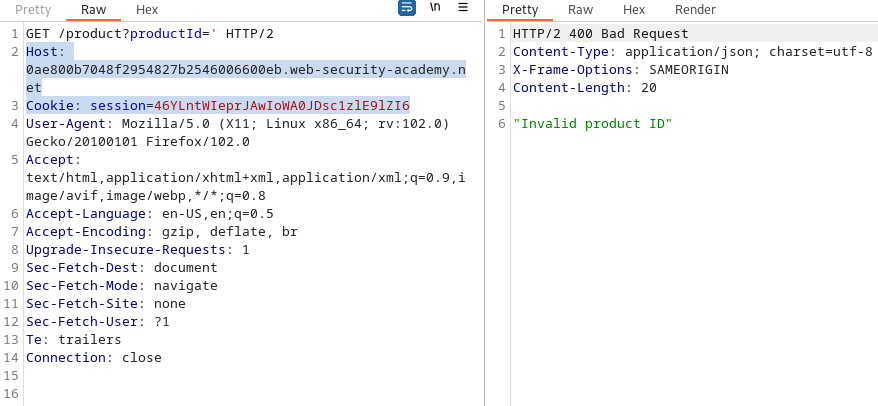 Pretty Raw Hex \n
1 GET /product?productId=' HTTP/2
2 Host:
0ae800b7048f2954827b2546006600eb.web-security-academy.n
et
3 Cookie: session=46YLntWIeprJAwIoWA0JDsc1zlE9lZI6
4 User-Agent: Mozilla/5.0 (X11; Linux x86_64; rv:102.0)
Gecko/20100101 Firefox/102.0
5 Accept:
text/html,application/xhtml+xml,application/xml;q=0.9,i
mage/avif,image/webp,*/*;q=0.8
6 Accept-Language: en-US,en;q=0.5
7 Accept-Encoding: gzip, deflate, br
8 Upgrade-Insecure-Requests: 1
9 Sec-Fetch-Dest: document
10 Sec-Fetch-Mode: navigate
11 Sec-Fetch-Site: none
12 Sec-Fetch-User: ?1
13 Te: trailers
14 Connection: close
15
16
Pretty Raw Hex Render
1 HTTP/2 400 Bad Request
2 Content-Type: application/json; charset=utf-8
3 X-Frame-Options: SAMEORIGIN
4 Content-Length: 20
5
6 "Invalid product ID"